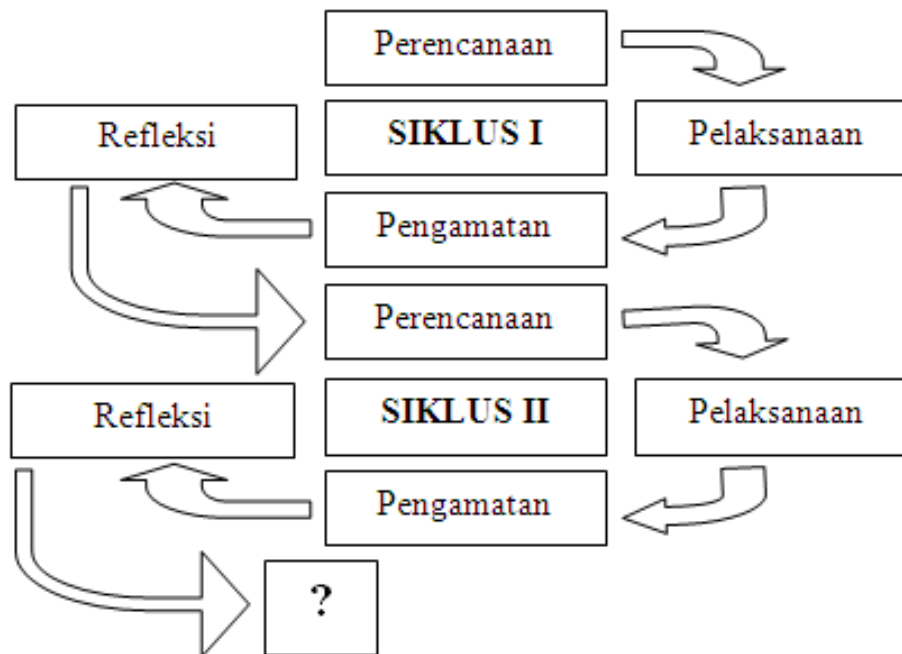 Perencanaan
Refleksi
SIKLUS I
Pelaksanaan
Pengamatan
Perencanaan
Refleksi
SIKLUS II
Pelaksanaan
Pengamatan
?